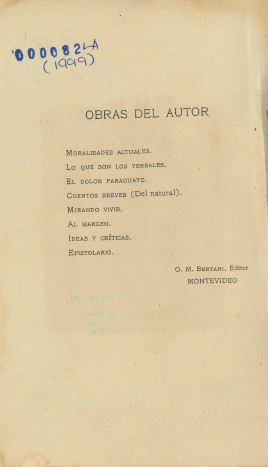 000082LA
(1999)
OBRAS DEL AUTOR
MORALIDADES ACTUALES.
LO QUE SON LOS YERBALES.
EL DOLOR PARAGUAYO.
CUENTOS BREVES (Del natural).
MIRANDO VIVIR.
AL MARGEN.
IDEAS Y CRÍTICAS.
EPISTOLARIO.
O. M. BERTANI, Editor
MONTEVIDEO